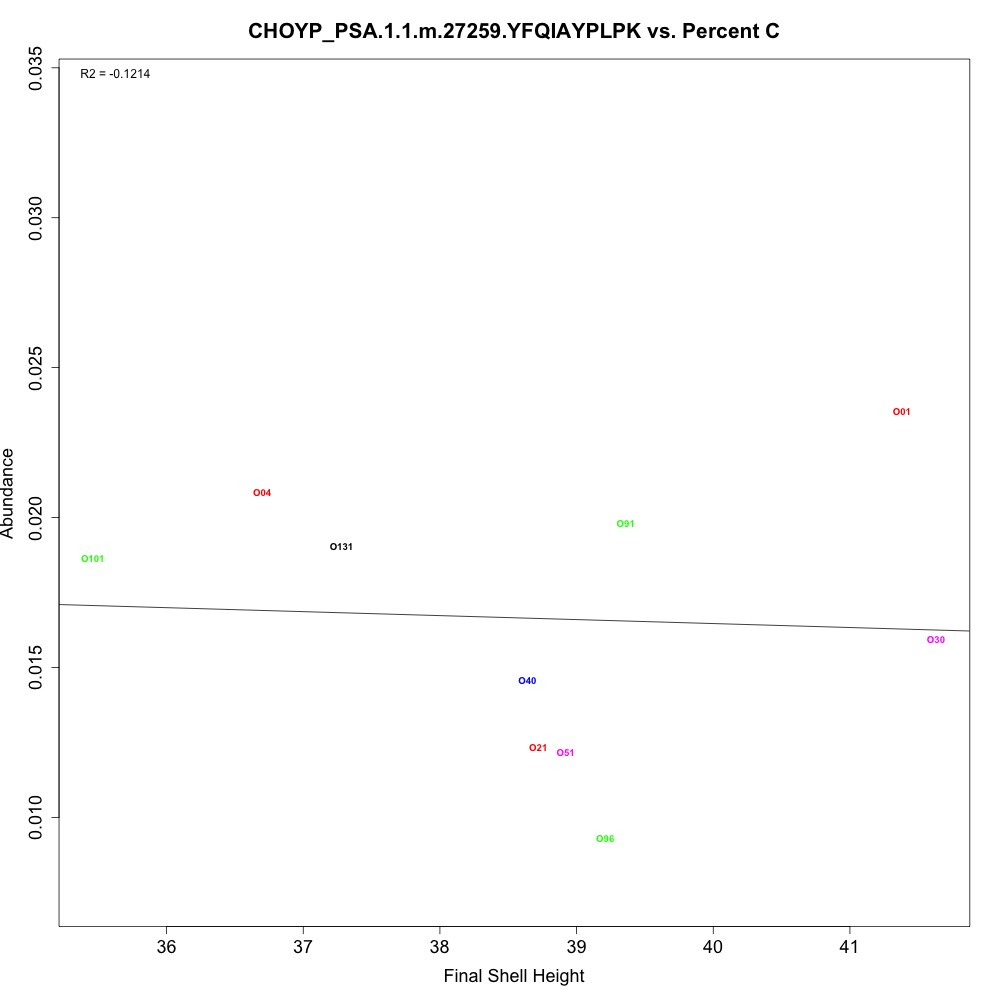 CHOYP_PSA.1.1.m.27259.YFQIAYPLPK vs. Percent C
R2 = -0.1214
0.035
0.030
0.025
0.020
0.015
0.010
Abundance
O01
O04
O91
O131
O101
O30
O40
O21
O51
O96
36
37
38
39
40
41
Final Shell Height